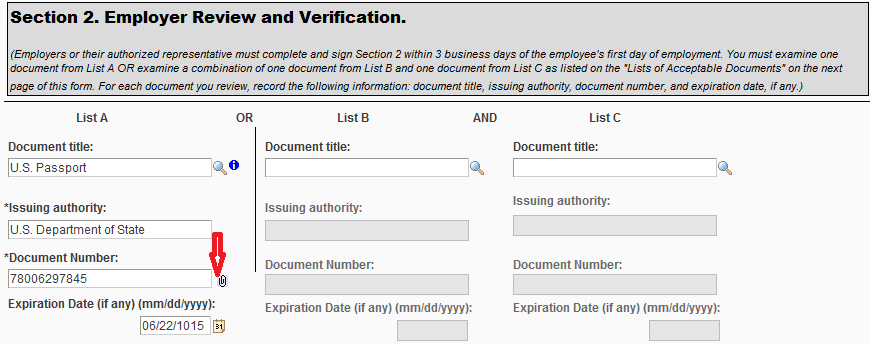 Section 2. Employer Review and Verification.
(Employers or their authorized representative must complete and sign Section 2 within 3 business days of the employee's first day of employment. You must examine one
document from List A OR examine a combination of one document from List B and one document from List C as listed on the "Lists of Acceptable Documents" on the next
page of this form. For each document you review, record the following information: document title, issuing authority, document number, and expiration date, if any.)
List A OR List B AND List C
Document title: Document title: Document title:
U.S. Passport
*Issuing authority: Issuing authority: Issuing authority:
U.S. Department of State
*Document Number: Document Number: Document Number:
78006297845
Expiration Date (if any) (mm/dd/yyyy): Expiration Date (if any) (mm/dd/yyyy): Expiration Date (if any) (mm/dd/yyyy):
06/22/1015 31